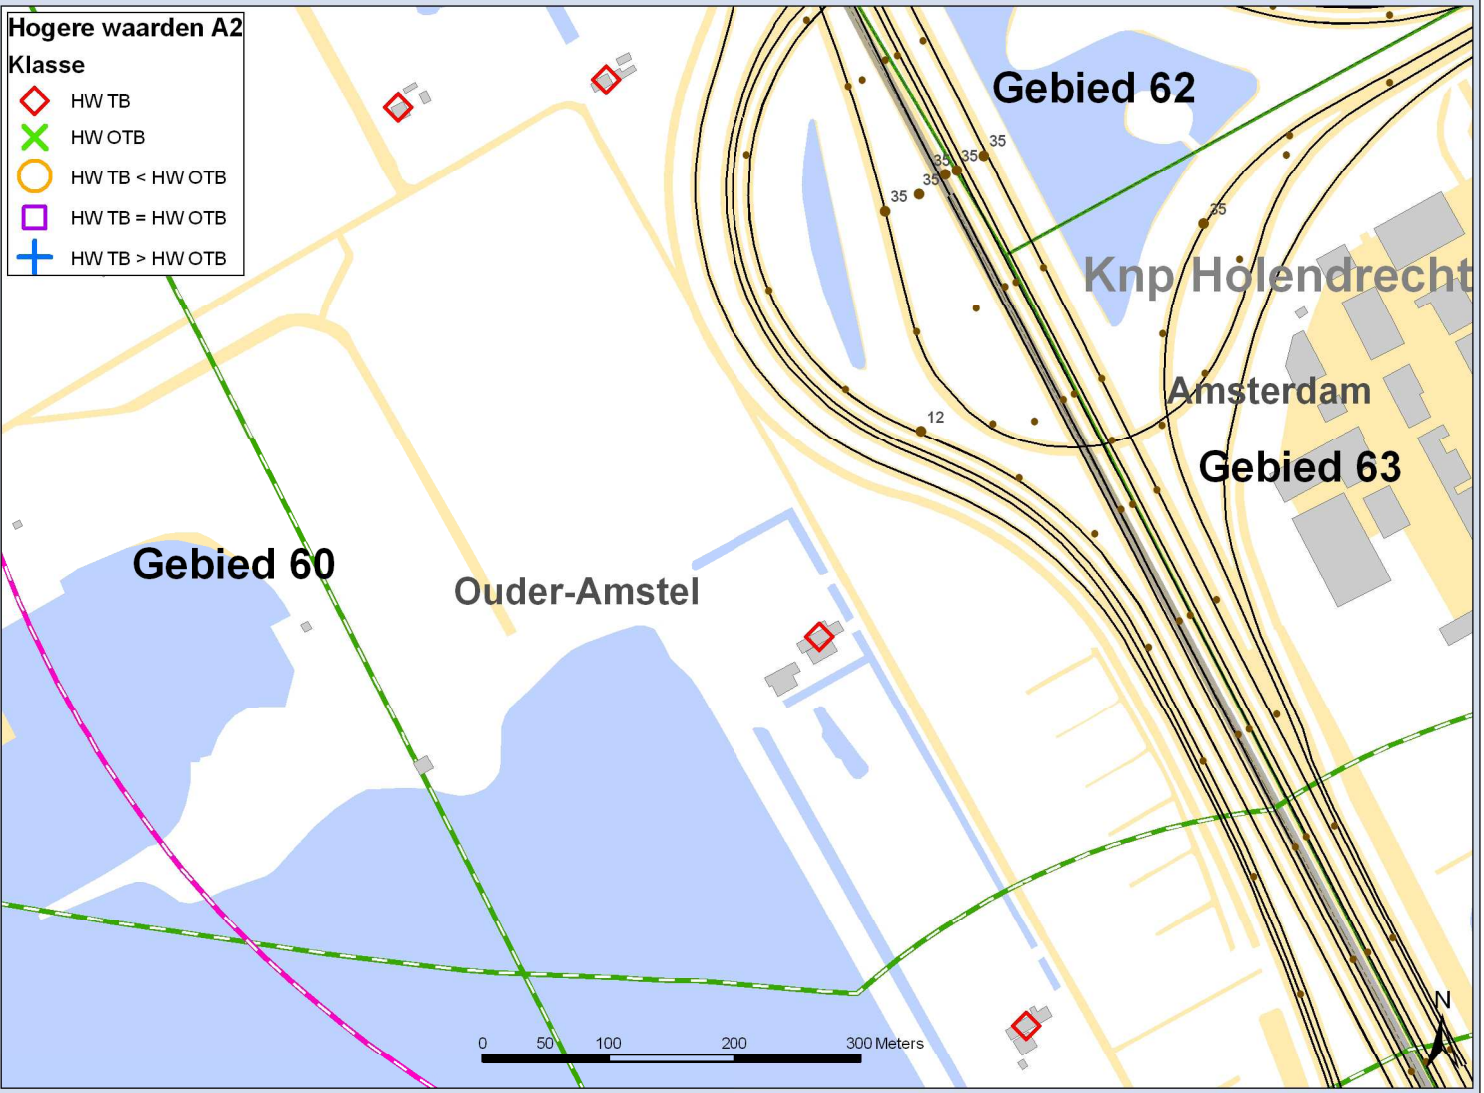 Hogere waarden A2
Klasse
HW TB
HW OTB
HW TB < HW OTB
HW TB = HW OTB
HW TB > HW OTB
Gebied 62
35
35
35
35
35
35
Knp Holendrecht
Amsterdam
12
Gebied 63
Gebied 60
Ouder-Amstel
N
0 50 100 200 300 Meters